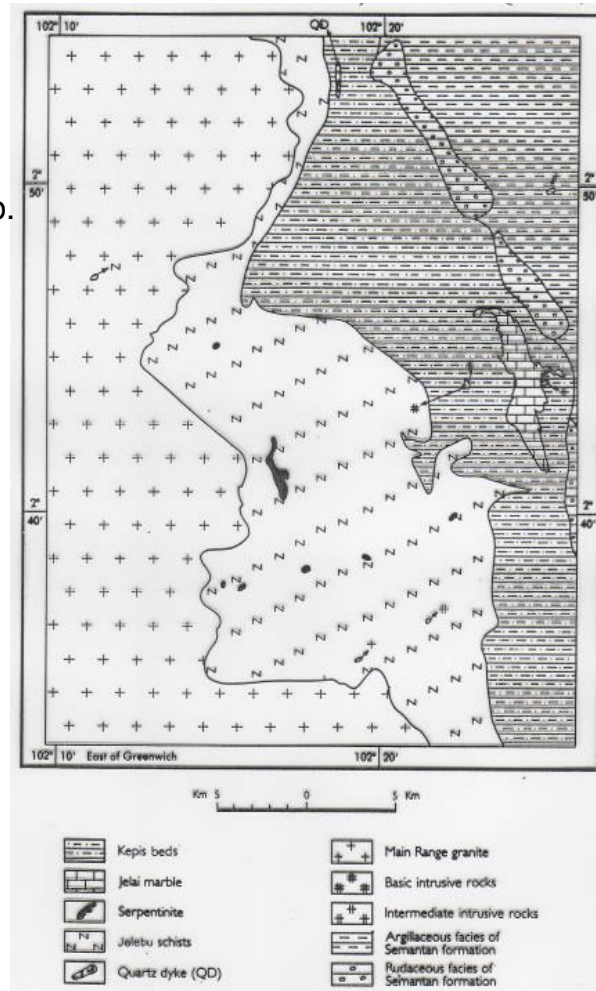 102° 10' QD 102° 20'
2° 2°
50' 50'
2° 2°
40' 40'
102° 10' East of Greenwich 102° 20'
Km 5 0 5 Km
Kepis beds
Jelai marble
Serpentinite
Jelebu schists
Quartz dyke (QD)
Main Range granite
Basic intrusive rocks
Intermediate intrusive rocks
Argillaceous facies of
Semantan formation
Rudaceous facies of
Semantan formation